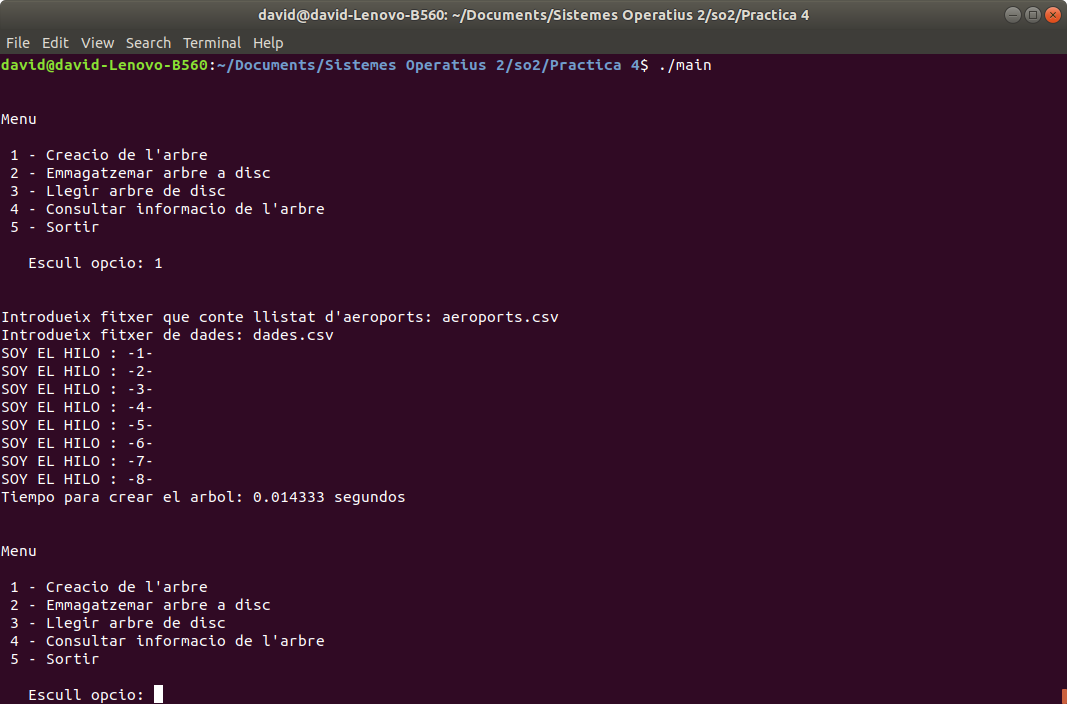 david@david-Lenovo-B560: ~/Documents/Sistemes Operatius 2/so2/Practica 4
File Edit View Search Terminal Help
david@david-Lenovo-B560:~/Documents/Sistemes Operatius 2/so2/Practica 4$ ./main
Menu
1 - Creacio de l'arbre
2 - Emmagatzemar arbre a disc
3 - Llegir arbre de disc
4 - Consultar informacio de l'arbre
5 - Sortir
Escull opcio: 1
Introdueix fitxer que conte llistat d'aeroports: aeroports.csv
Introdueix fitxer de dades: dades.csv
SOY EL HILO : -1-
SOY EL HILO : -2-
SOY EL HILO : -3-
SOY EL HILO : -4-
SOY EL HILO : -5-
SOY EL HILO : -6-
SOY EL HILO : -7-
SOY EL HILO : -8-
Tiempo para crear el arbol: 0.014333 segundos
Menu
1 - Creacio de l'arbre
2 - Emmagatzemar arbre a disc
3 - Llegir arbre de disc
4 - Consultar informacio de l'arbre
5 - Sortir
Escull opcio: